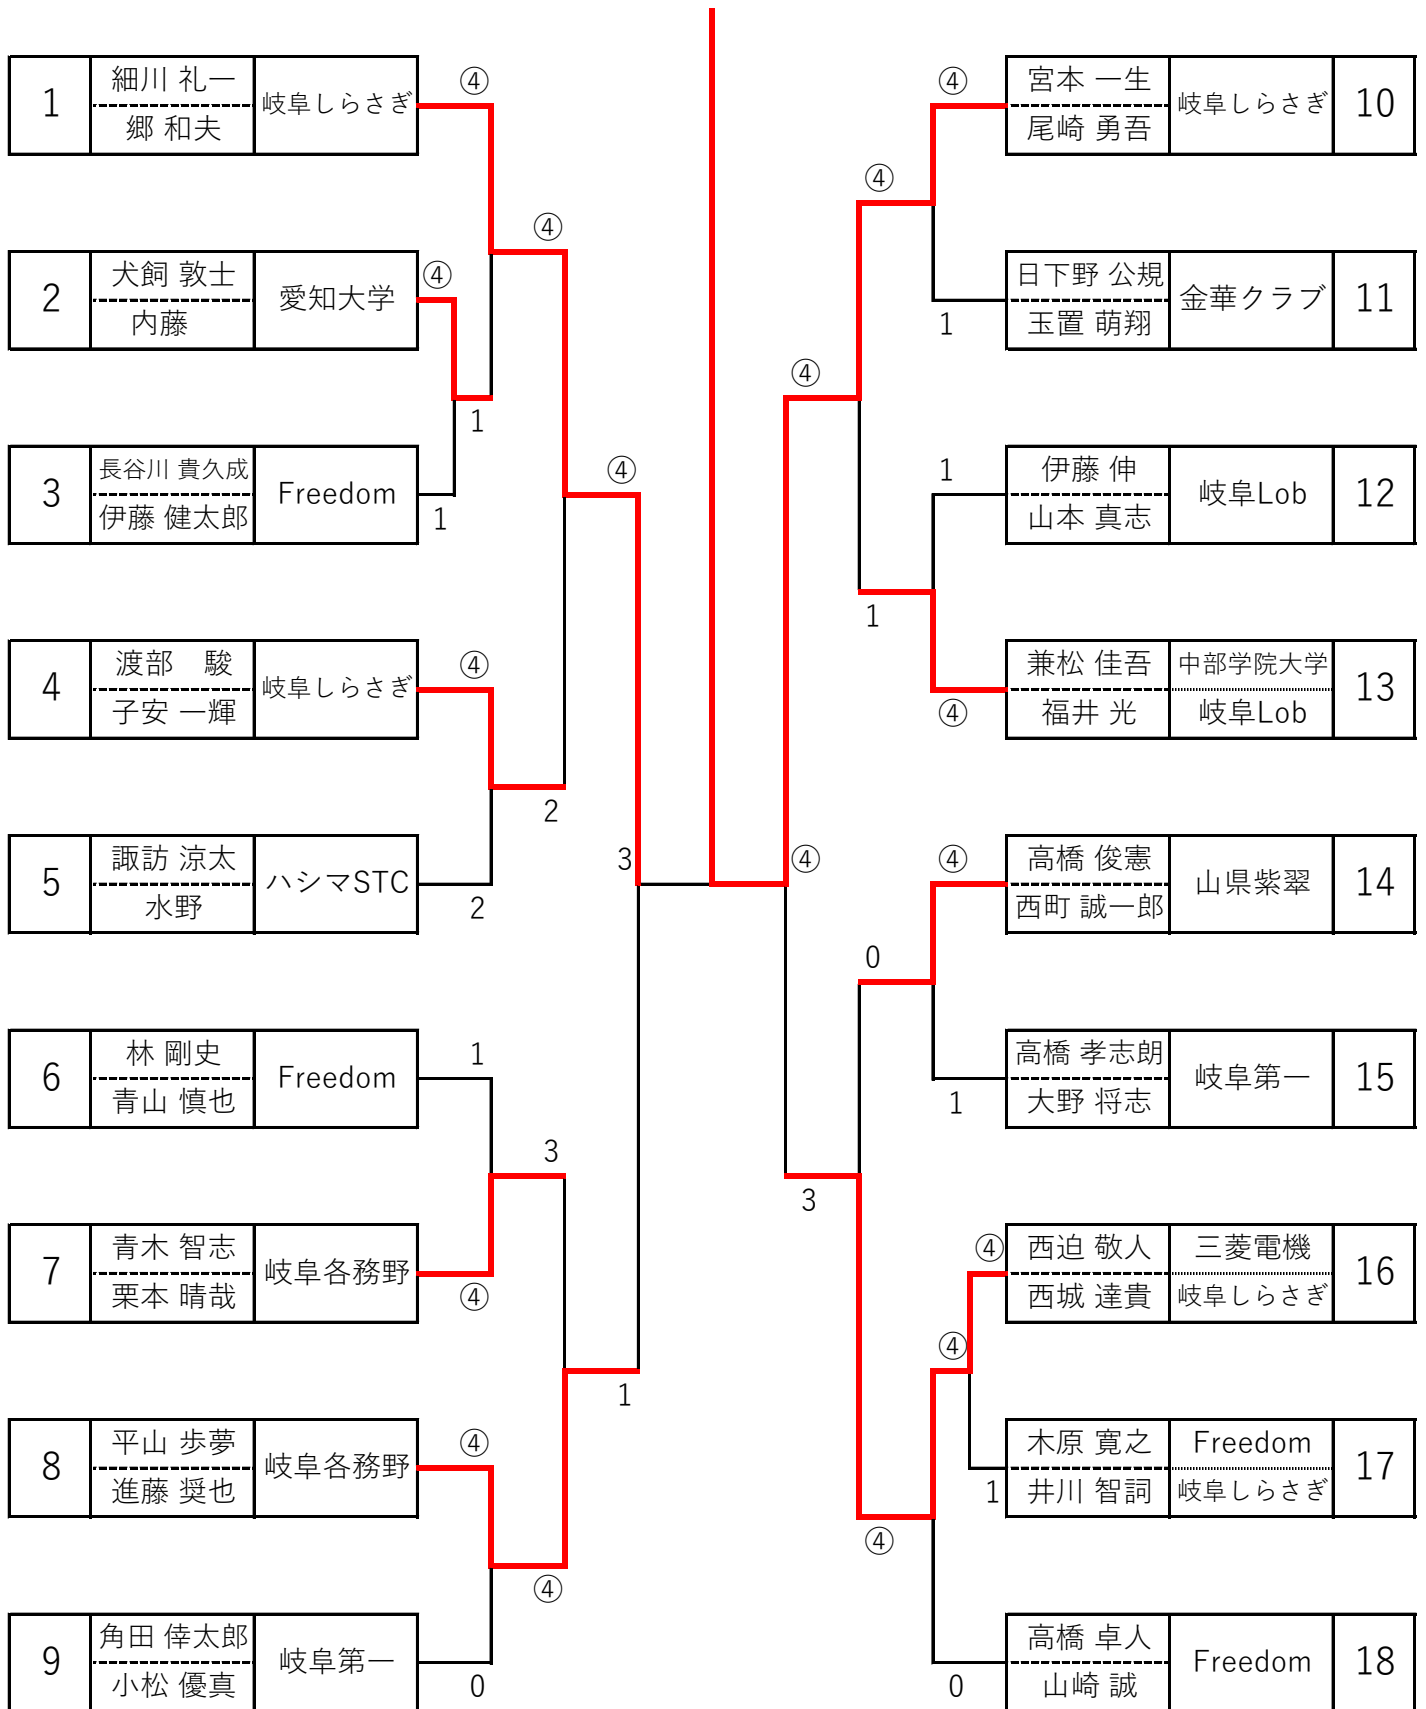 1 細川 礼一 岐阜しらさぎ ④
郷 和夫
④
2 犬飼 敦士 愛知大学 ④
内藤
1
3 長谷川 貴久成 Freedom
伊藤 健太郎 1
④
4 渡部　駿 岐阜しらさぎ ④
子安 一輝
2
5 諏訪 涼太 ハシマSTC
水野 2
3
6 林 剛史 Freedom 1
青山 慎也
3
7 青木 智志 岐阜各務野
栗本 晴哉 ④
1
8 平山 歩夢 岐阜各務野 ④
進藤 奨也
④
9 角田 倖太郎 岐阜第一
小松 優真 0
④ 宮本 一生 岐阜しらさぎ 10
尾崎 勇吾
④
日下野 公規 金華クラブ 11
1 玉置 萌翔
④
1 伊藤 伸 岐阜Lob 12
山本 真志
1
兼松 佳吾 中部学院大学 13
④ 福井 光 岐阜Lob
④
④ 高橋 俊憲 山県紫翠 14
西町 誠一郎
0
高橋 孝志朗 岐阜第一 15
1 大野 将志
3
④ 西迫 敬人 三菱電機 16
西城 達貴 岐阜しらさぎ
④
木原 寛之 Freedom 17
1 井川 智詞 岐阜しらさぎ
④
高橋 卓人 Freedom 18
0 山崎 誠